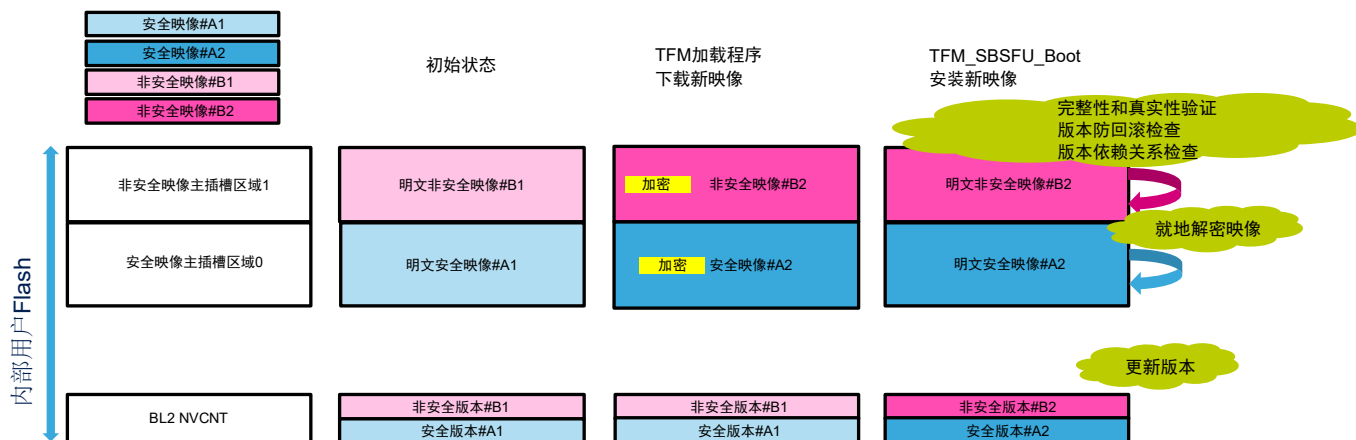 安全映像#A1
安全映像#A2
非安全映像#B1
非安全映像#B2
初始状态
TFM加载程序
下载新映像
TFM_SBSFU_Boot
安装新映像
完整性和真实性验证
版本防回滚检查
版本依赖关系检查
内部用户Flash
非安全映像主插槽区域1
明文非安全映像#B1
加密 非安全映像#B2
明文非安全映像#B2
就地解密映像
安全映像主插槽区域0
明文安全映像#A1
加密 安全映像#A2
明文安全映像#A2
更新版本
BL2 NVCNT
非安全版本#B1
安全版本#A1
非安全版本#B1
安全版本#A1
非安全版本#B2
安全版本#A2